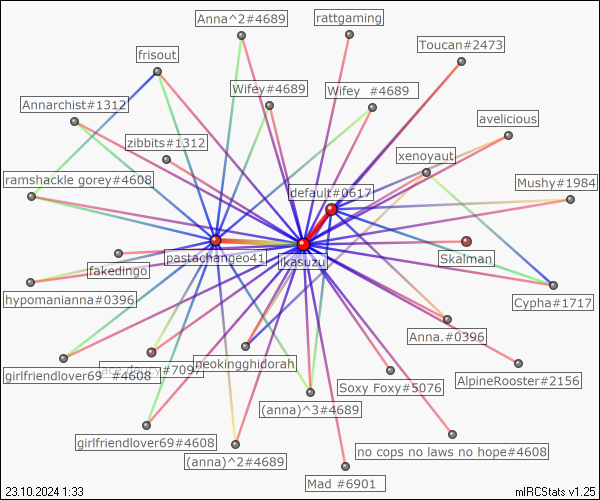 Anna^2#4689
rattgaming
Toucan#2473
frisout
Wifey#4689
Wifey  #4689
Annarchist#1312
avelicious
zibbits#1312
xenoyaut
ramshackle gorey#4608
default#0617
Mushy#1984
pastachangeo41
ikasuzu
Skalman
fakedingo
hypomanianna#0396
Cypha#1717
Anna.#0396
neokingghidorah
girlfriendlover69  #4608
#7097
AlpineRooster#2156
Soxy Foxy#5076
(anna)^3#4689
girlfriendlover69#4608
no cops no laws no hope#4608
(anna)^2#4689
Mad  #6901
23.10.2024 1:33
mIRCStats v1.25